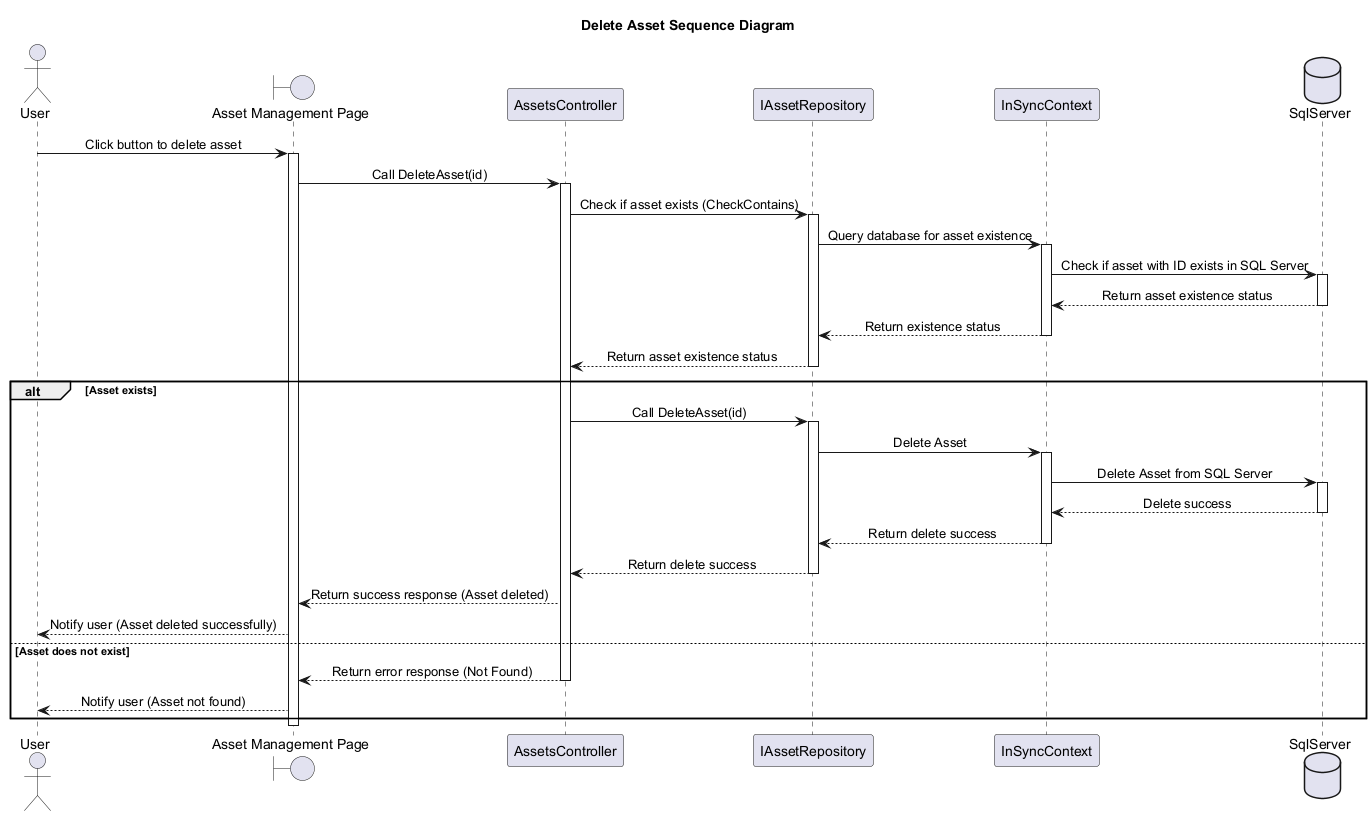 Delete Asset Sequence Diagram
User
Asset Management Page
AssetsController
IAssetRepository
InSyncContext
SqlServer
Click button to delete asset
Call DeleteAsset(id)
Check if asset exists (CheckContains)
Query database for asset existence
Check if asset with ID exists in SQL Server
Return asset existence status
Return existence status
Return asset existence status
alt
[Asset exists]
Call DeleteAsset(id)
Delete Asset
Delete Asset from SQL Server
Delete success
Return delete success
Return delete success
Return success response (Asset deleted)
Notify user (Asset deleted successfully)
[Asset does not exist]
Return error response (Not Found)
Notify user (Asset not found)
User
Asset Management Page
AssetsController
IAssetRepository
InSyncContext
SqlServer